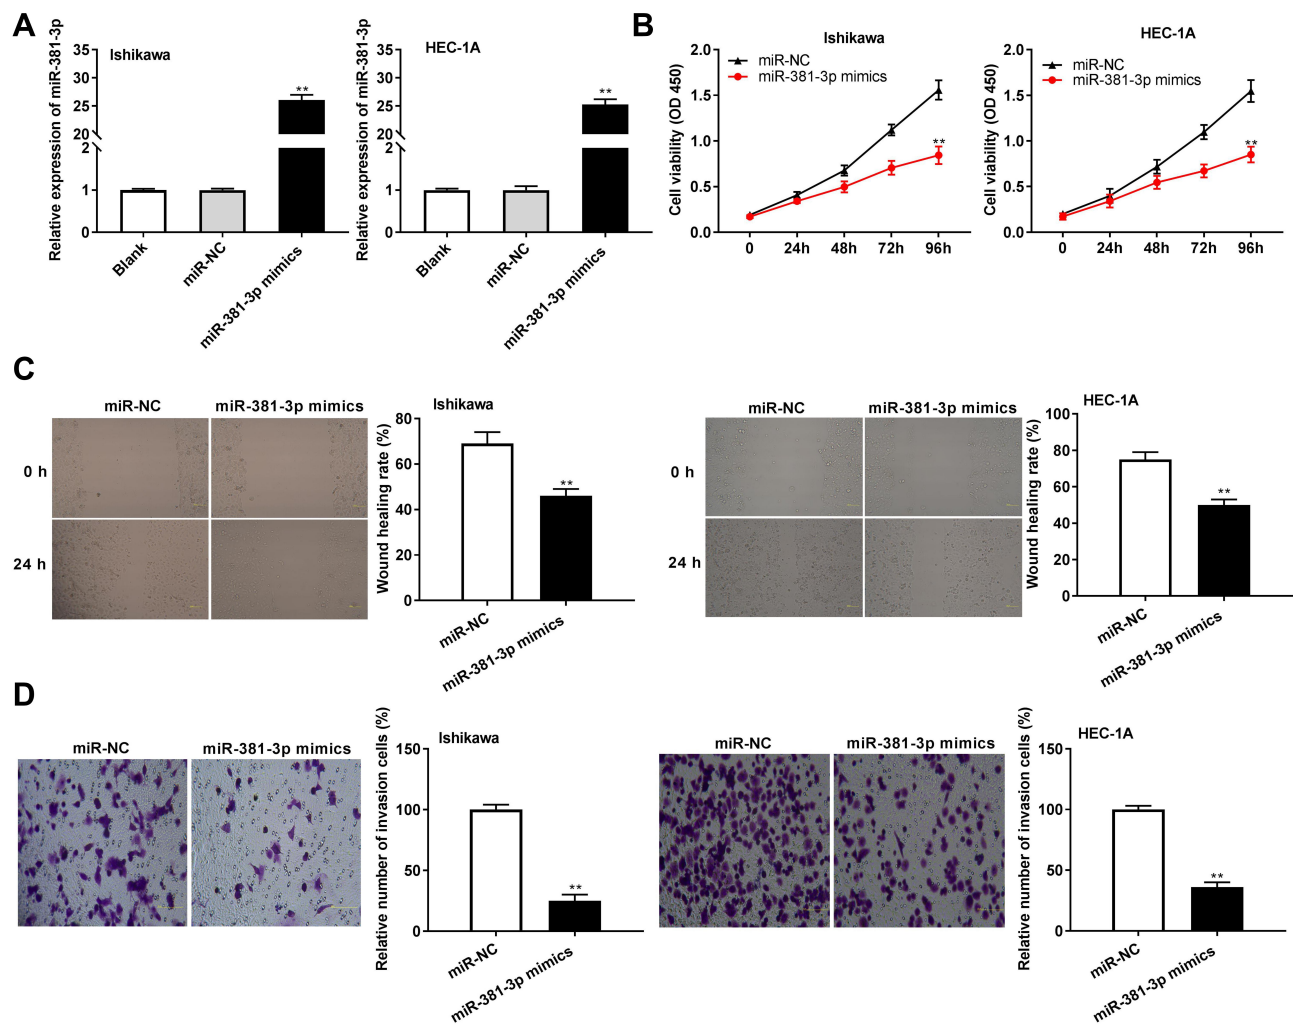 A
Relative expression of miR-381-3p
35
30
25
20
2
1
0
Ishikawa
**
Blank
miR-NC
miR-381-3p mimics
Relative expression of miR-381-3p
35
30
25
20
2
1
0
HEC-1A
**
Blank
miR-NC
miR-381-3p mimics
B
Cell viability (OD 450)
2.0
1.5
1.0
0.5
0.0
Ishikawa
miR-NC
miR-381-3p mimics
**
0 24h 48h 72h 96h
Cell viability (OD 450)
2.0
1.5
1.0
0.5
0.0
HEC-1A
miR-NC
miR-381-3p mimics
**
0 24h 48h 72h 96h
C
miR-NC miR-381-3p mimics
0 h
24 h
Wound healing rate (%)
80
60
40
20
0
Ishikawa
**
miR-NC
miR-381-3p mimics
miR-NC miR-381-3p mimics
0 h
24 h
Wound healing rate (%)
100
80
60
40
20
0
HEC-1A
**
miR-NC
miR-381-3p mimics
D
miR-NC miR-381-3p mimics
Relative number of invasion cells (%)
150
100
50
0
Ishikawa
**
miR-NC
miR-381-3p mimics
miR-NC miR-381-3p mimics
Relative number of invasion cells (%)
150
100
50
0
HEC-1A
**
miR-NC
miR-381-3p mimics